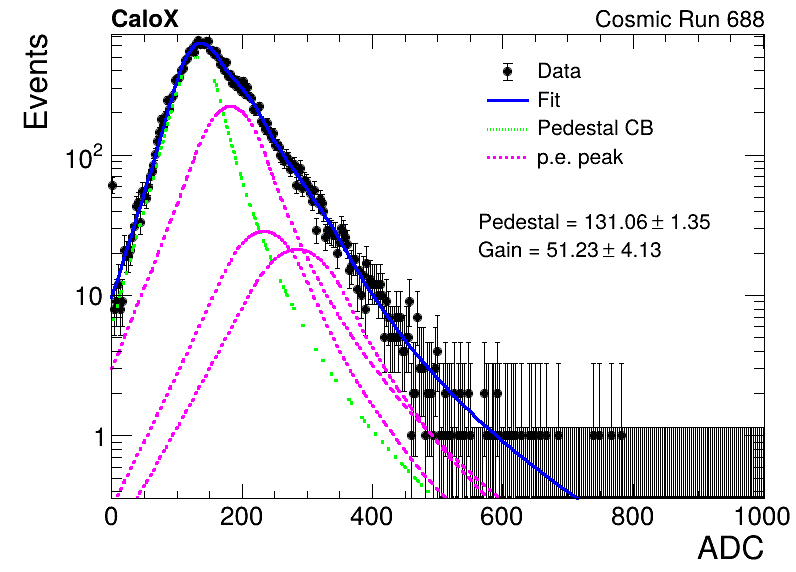 CaloX Cosmic Run 688
Events
Data
Fit
Pedestal CB
p.e. peak
10²
Pedestal = 131.06 ± 1.35
Gain = 51.23 ± 4.13
10
1
0 200 400 600 800 1000
ADC